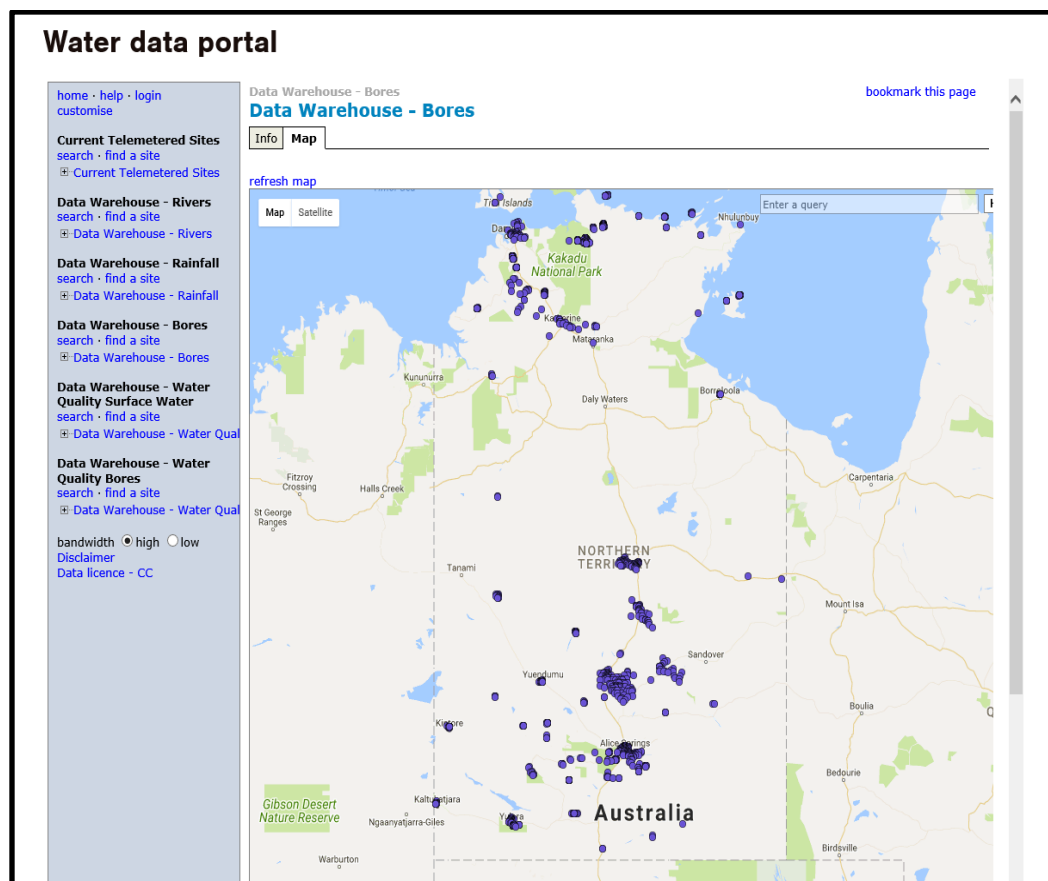 Water data portal
home · help · login
customise
Current Telemetered Sites
search · find a site
Current Telemetered Sites
Data Warehouse - Rivers
search · find a site
Data Warehouse - Rivers
Data Warehouse - Rainfall
search · find a site
Data Warehouse - Rainfall
Data Warehouse - Bores
search · find a site
Data Warehouse - Bores
Data Warehouse - Water
Quality Surface Water
search · find a site
Data Warehouse - Water Qual
Data Warehouse - Water
Quality Bores
search · find a site
Data Warehouse - Water Qual
bandwidth high low
Disclaimer
Data licence - CC
Data Warehouse - Bores
bookmark this page
Data Warehouse - Bores
Info Map
refresh map
Map Satellite
Enter a query
Islands
Nhulunbuy
Kakadu
National Park
Katherine
Mataranka
Kununurra
Daly Waters
Borroloola
Fitzroy
Crossing
Halls Creek
Carpentaria
St George
Ranges
NORTHERN
TERRITORY
Tanami
Mount Isa
Sandover
Yuendumu
Boulia
Kintore
Alice Springs
Bedourie
Gibson Desert
Nature Reserve
Kaltukatjara
Ngaanyatjarra-Giles
Yulara
Australia
Warburton
Birdsville